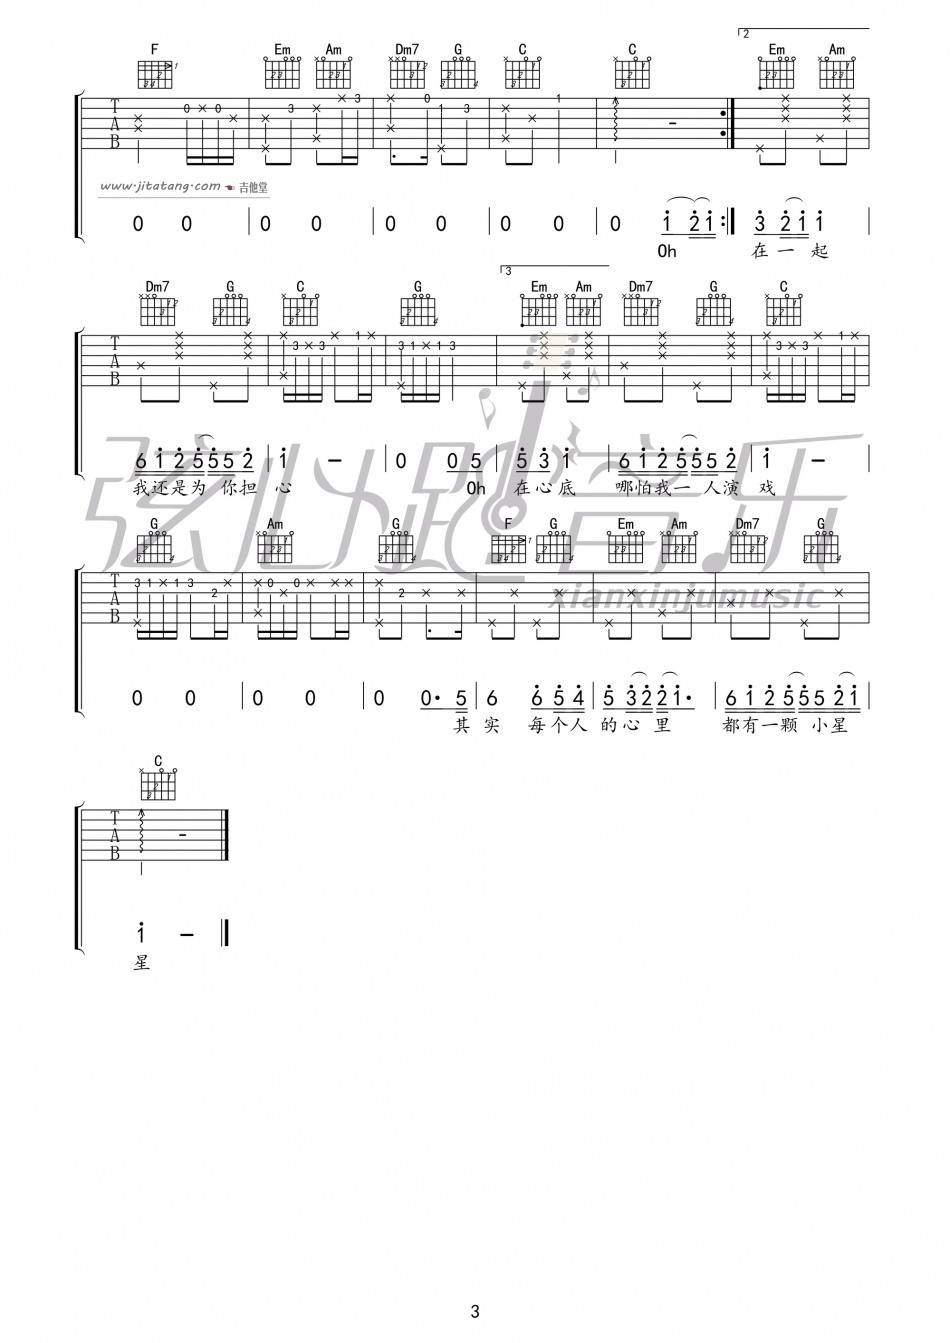 2
F Em Am Dm7 G C C Em Am
www.jitatang.com 吉他堂
0 0 0 0 0 0 0 0 0 1 2 1 3 2 1 1
Oh 在一起
3
Dm7 G C G Em Am Dm7 G C
6 1 2 5 5 5 2 1 - 0 0 5 5 3 1 6 1 2 5 5 5 2 1 -
我还是为 你担 心 Oh 在心底 哪怕我一 人演 戏
弦心距音乐
xianxinjumusic
G Am G F G Em Am Dm7 G
0 0 0 0 0 0· 5 6 6 5 4 5 3 2 2 1· 6 1 2 5 5 5 2 1
其 实 每个人 的心 里 都有一颗 小星
C
1 -
星
3